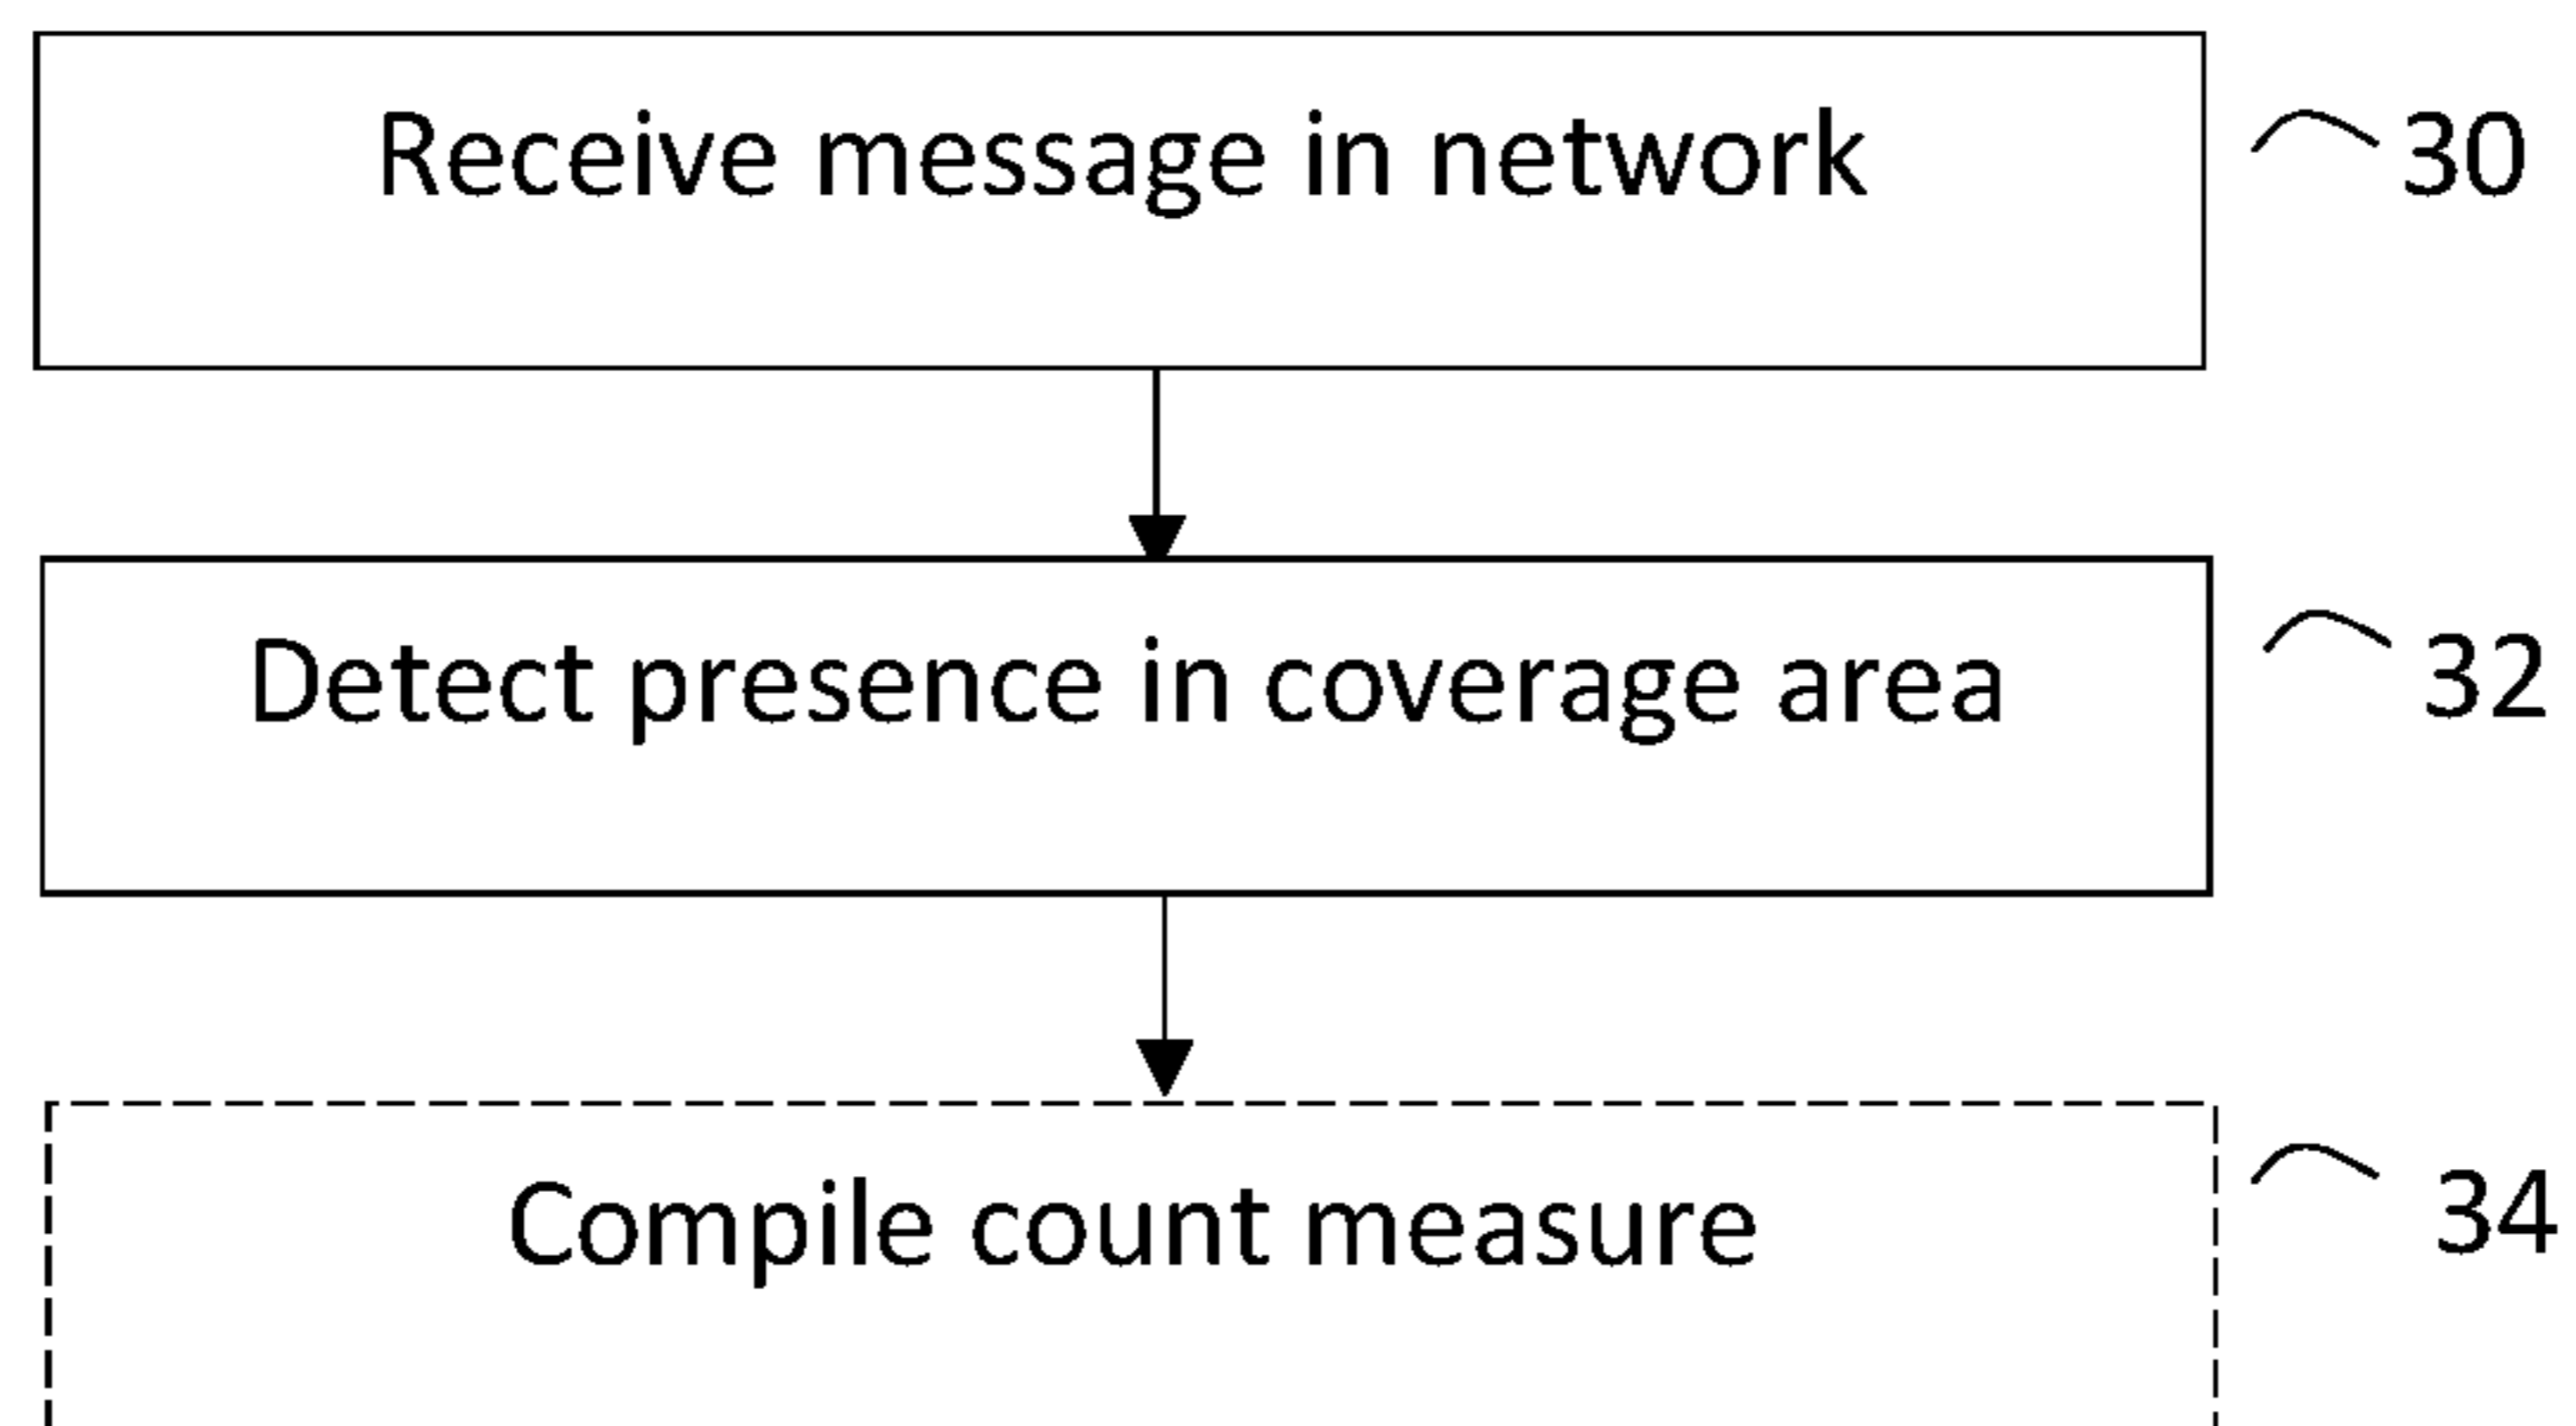 Receive message in network 30
Detect presence in coverage area 32
Compile count measure 34